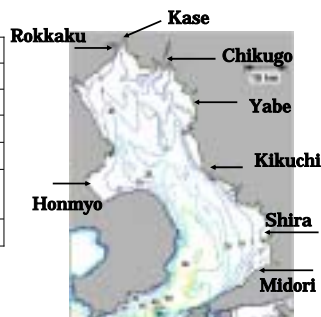 Kase
Rokkaku
Chikugo
Yabe
Kikuchi
Honmyo
Shira
Midori